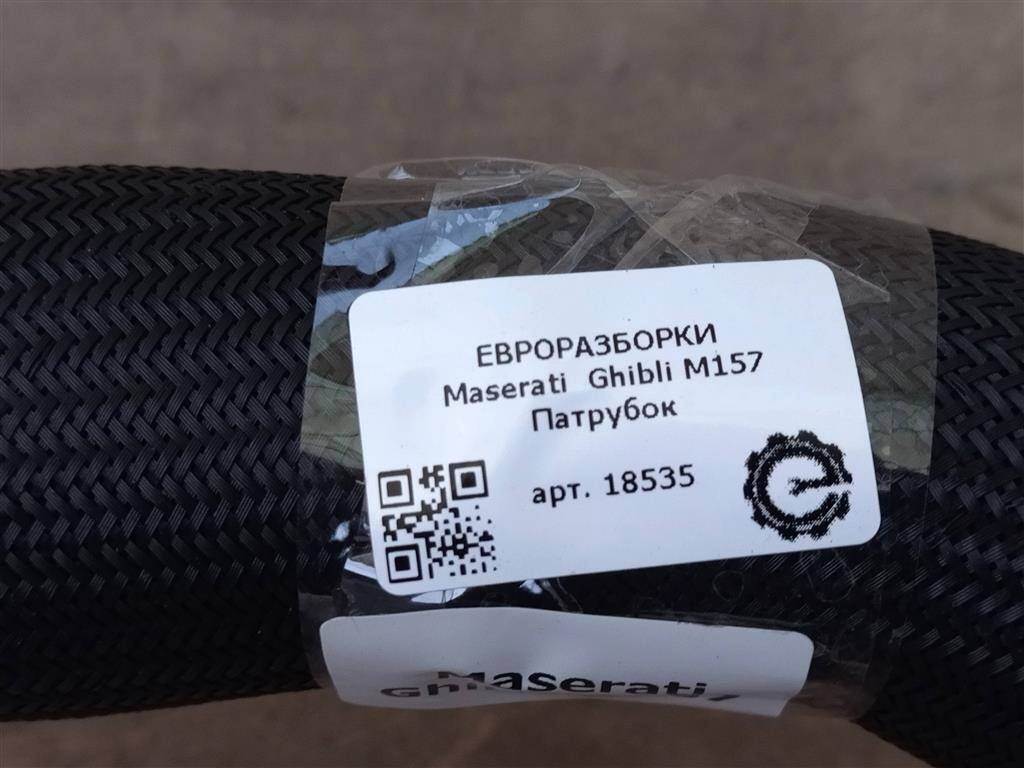 ЕВРОРАЗБОРКИ
Maserati Ghibli M157
Патрубок
арт. 18535
Maserati